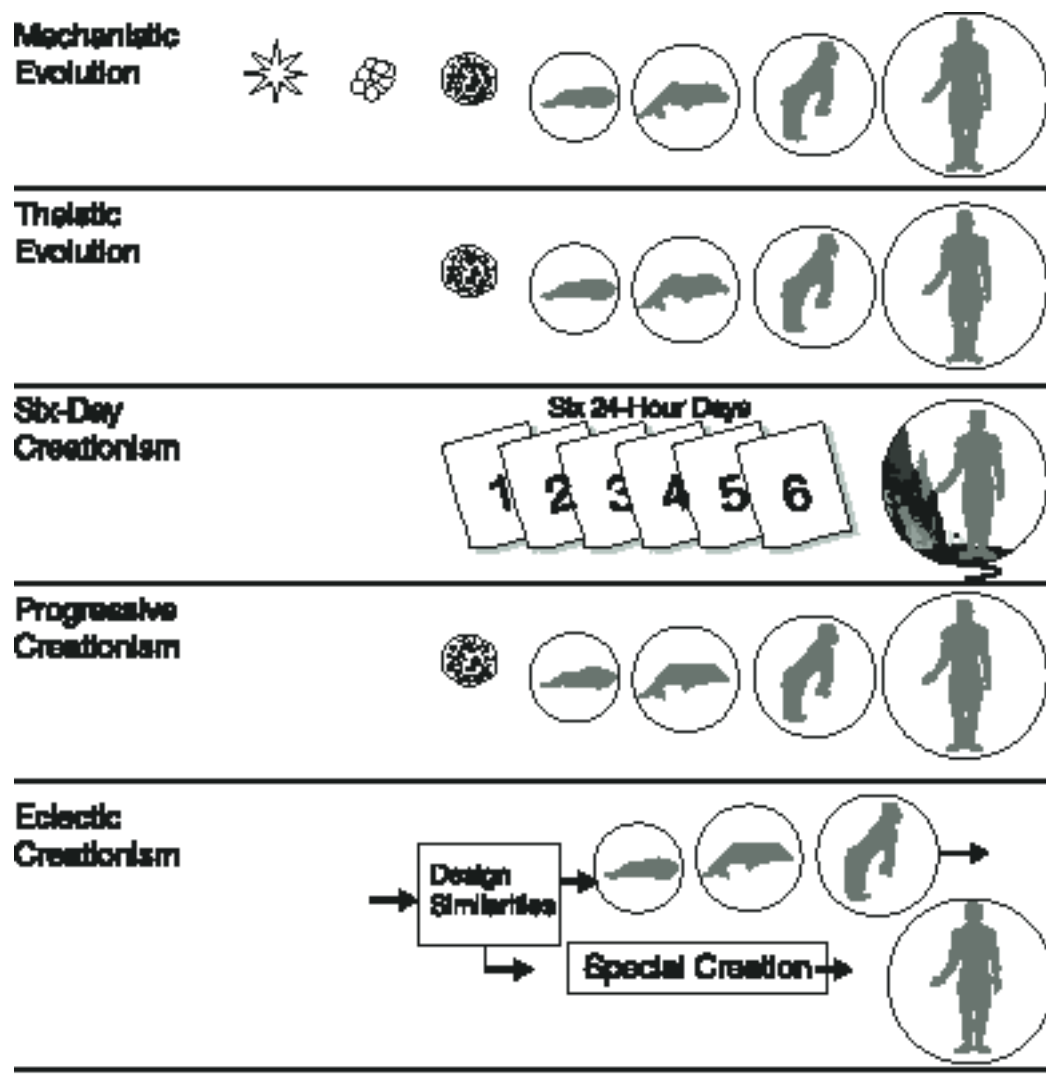 Mechanistic
Evolution
Theistic
Evolution
Six-Day
Creationism
Six 24-Hour Days
1 2 3 4 5 6
Progressive
Creationism
Eclectic
Creationism
Design
Similarities
Special Creation